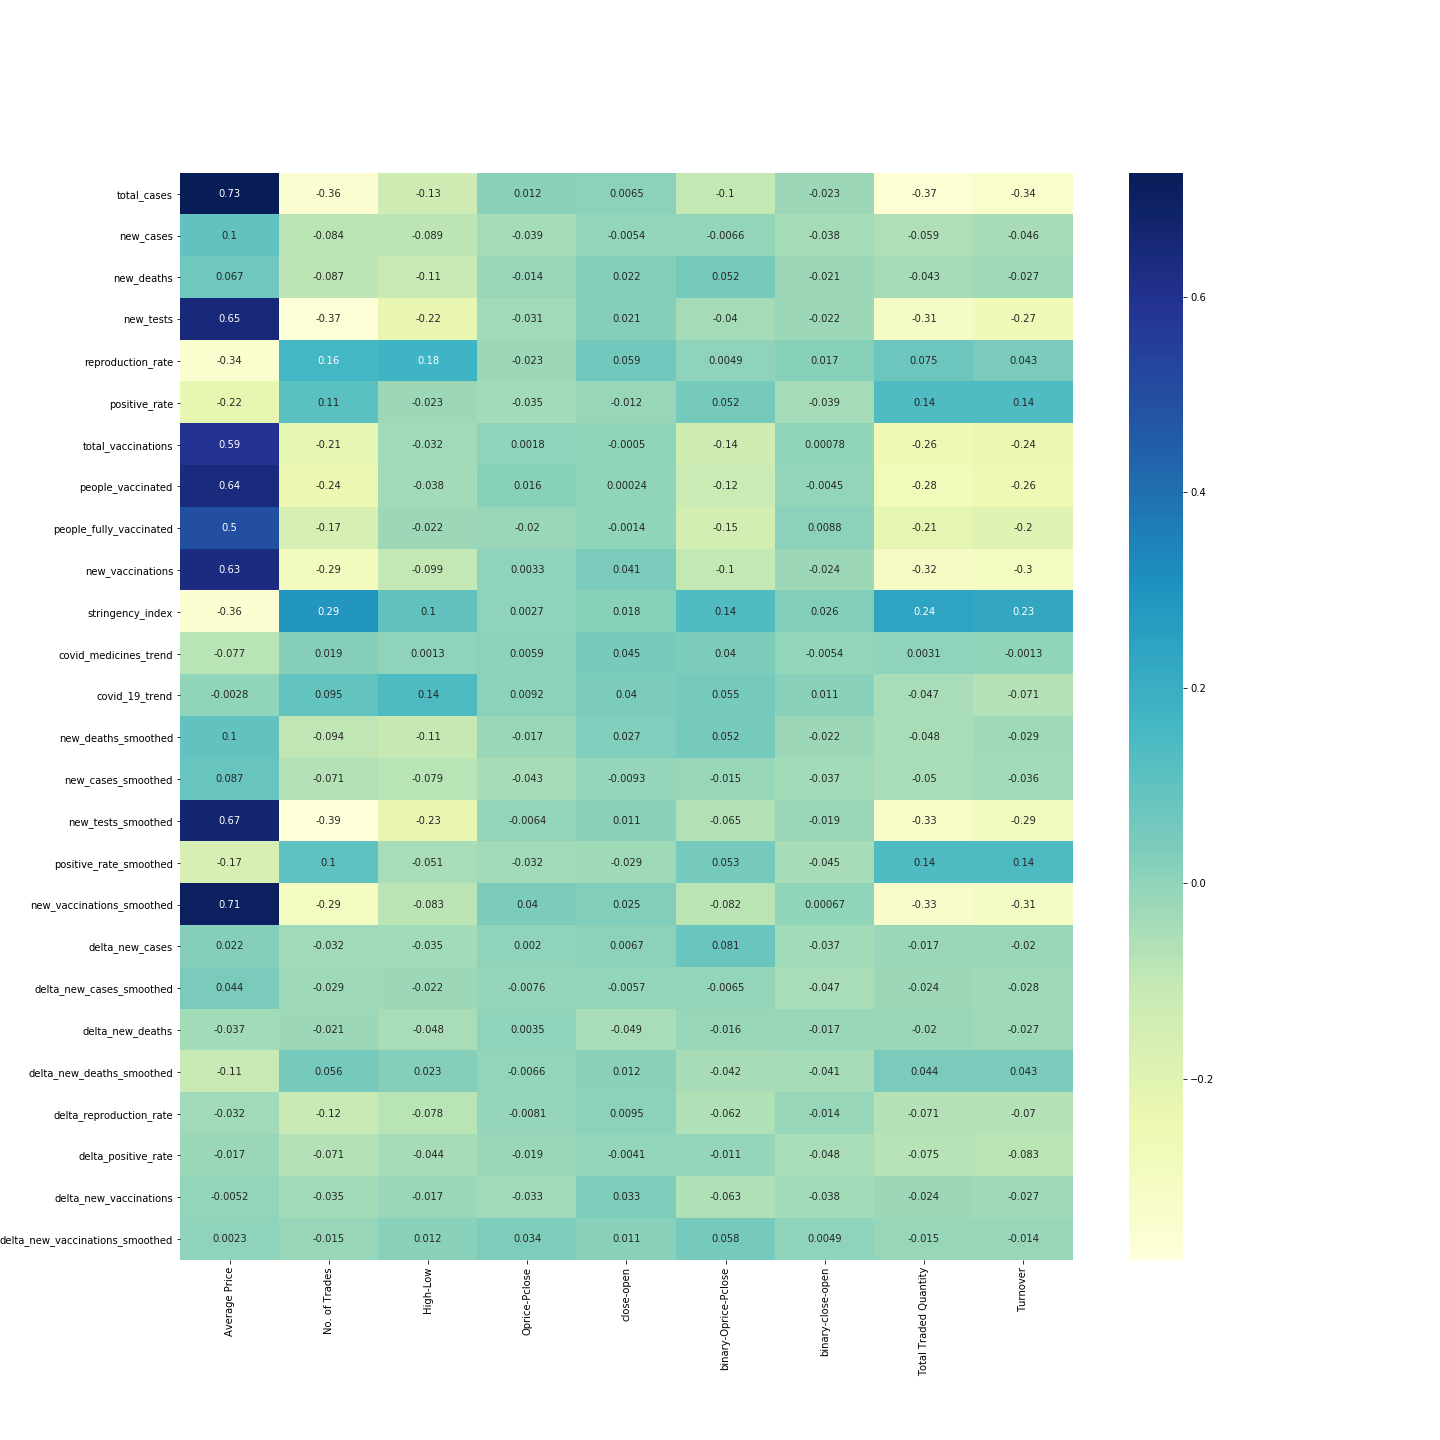 total_cases 0.73 -0.36 -0.13 0.012 0.0065 -0.1 -0.023 -0.37 -0.34
new_cases 0.1 -0.084 -0.089 -0.039 -0.0054 -0.0066 -0.038 -0.059 -0.046
new_deaths 0.067 -0.087 -0.11 -0.014 0.022 0.052 -0.021 -0.043 -0.027
new_tests 0.65 -0.37 -0.22 -0.031 0.021 -0.04 -0.022 -0.31 -0.27
0.6
reproduction_rate -0.34 0.16 0.18 -0.023 0.059 0.0049 0.017 0.075 0.043
positive_rate -0.22 0.11 -0.023 -0.035 -0.012 0.052 -0.039 0.14 0.14
total_vaccinations 0.59 -0.21 -0.032 0.0018 -0.0005 -0.14 0.00078 -0.26 -0.24
people_vaccinated 0.64 -0.24 -0.038 0.016 0.00024 -0.12 -0.0045 -0.28 -0.26
0.4
people_fully_vaccinated 0.5 -0.17 -0.022 -0.02 -0.0014 -0.15 0.0088 -0.21 -0.2
new_vaccinations 0.63 -0.29 -0.099 0.0033 0.041 -0.1 -0.024 -0.32 -0.3
stringency_index -0.36 0.29 0.1 0.0027 0.018 0.14 0.026 0.24 0.23
covid_medicines_trend -0.077 0.019 0.0013 0.0059 0.045 0.04 -0.0054 0.0031 -0.0013
covid_19_trend -0.0028 0.095 0.14 0.0092 0.04 0.055 0.011 -0.047 -0.071
0.2
new_deaths_smoothed 0.1 -0.094 -0.11 -0.017 0.027 0.052 -0.022 -0.048 -0.029
new_cases_smoothed 0.087 -0.071 -0.079 -0.043 -0.0093 -0.015 -0.037 -0.05 -0.036
new_tests_smoothed 0.67 -0.39 -0.23 -0.0064 0.011 -0.065 -0.019 -0.33 -0.29
positive_rate_smoothed -0.17 0.1 -0.051 -0.032 -0.029 0.053 -0.045 0.14 0.14
0.0
new_vaccinations_smoothed 0.71 -0.29 -0.083 0.04 0.025 -0.082 0.00067 -0.33 -0.31
delta_new_cases 0.022 -0.032 -0.035 0.002 0.0067 0.081 -0.037 -0.017 -0.02
delta_new_cases_smoothed 0.044 -0.029 -0.022 -0.0076 -0.0057 -0.0065 -0.047 -0.024 -0.028
delta_new_deaths -0.037 -0.021 -0.048 0.0035 -0.049 -0.016 -0.017 -0.02 -0.027
delta_new_deaths_smoothed -0.11 0.056 0.023 -0.0066 0.012 -0.042 -0.041 0.044 0.043
−0.2
delta_reproduction_rate -0.032 -0.12 -0.078 -0.0081 0.0095 -0.062 -0.014 -0.071 -0.07
delta_positive_rate -0.017 -0.071 -0.044 -0.019 -0.0041 -0.011 -0.048 -0.075 -0.083
delta_new_vaccinations -0.0052 -0.035 -0.017 -0.033 0.033 -0.063 -0.038 -0.024 -0.027
delta_new_vaccinations_smoothed 0.0023 -0.015 0.012 0.034 0.011 0.058 0.0049 -0.015 -0.014
Average Price
No. of Trades
High-Low
Oprice-Pclose
close-open
binary-Oprice-Pclose
binary-close-open
Total Traded Quantity
Turnover